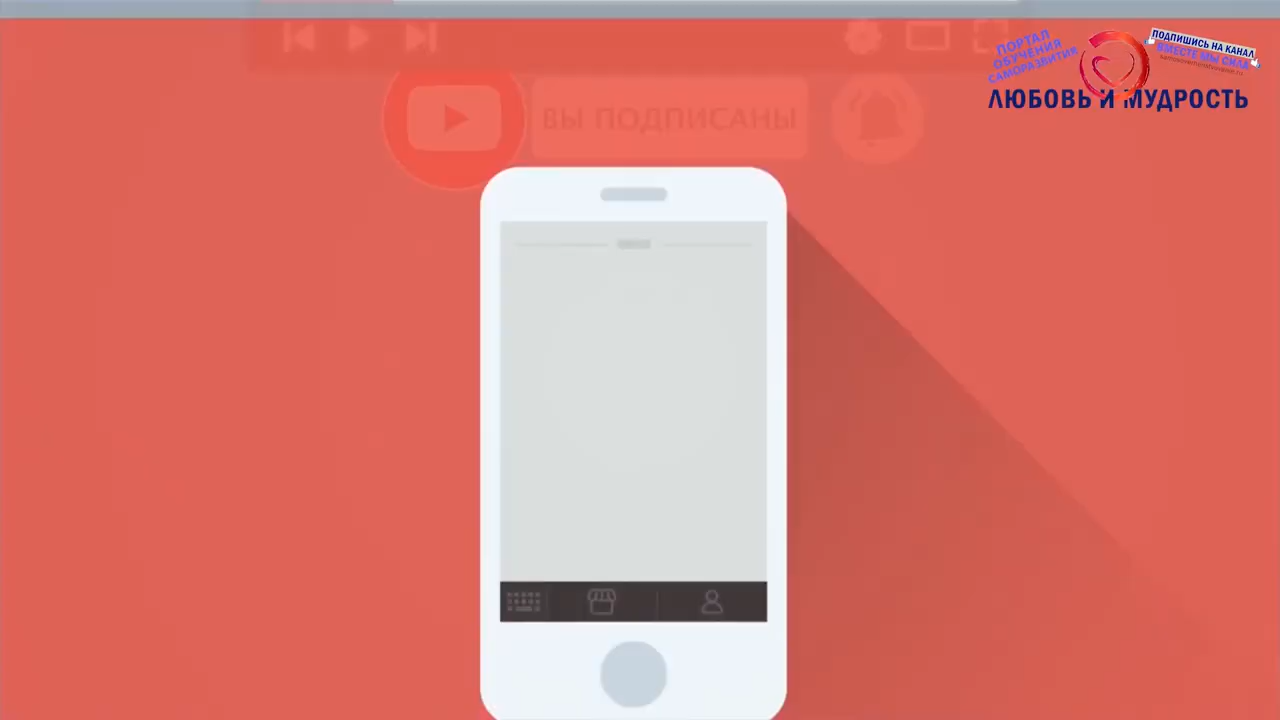 ВЫ ПОДПИСАНЫ
ПОРТАЛ
ОБУЧЕНИЯ
САМОРАЗВИТИЯ
ПОДПИШИСЬ НА КАНАЛ
ВМЕСТЕ МЫ СИЛА
ЛЮБОВЬ И МУДРОСТЬ